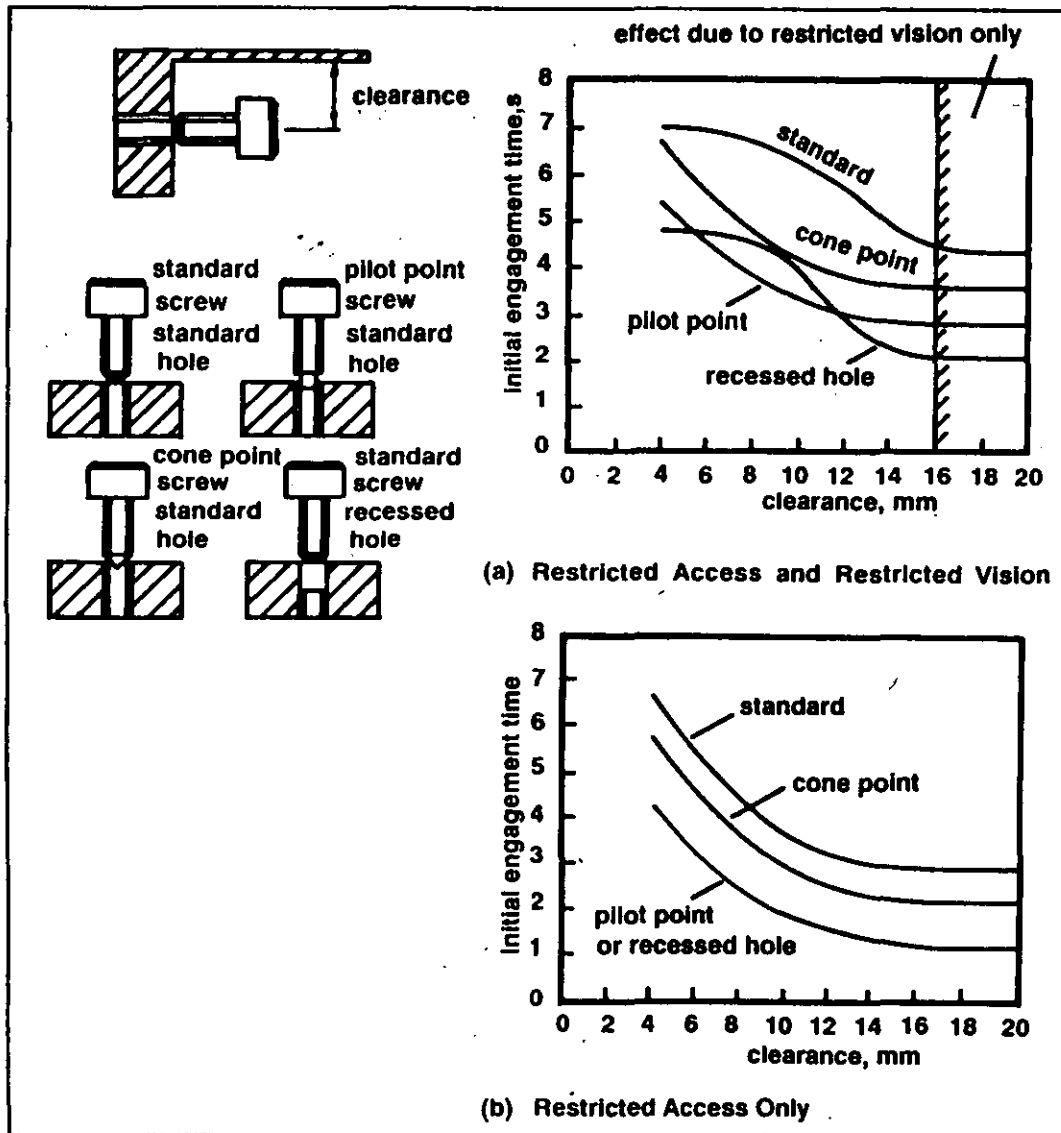 effect due to restricted vision only
clearance
standard
screw
standard
hole
pilot point
screw
standard
hole
cone point
screw
standard
hole
standard
screw
recessed
hole
Initial engagement time,s
8
7
6
5
4
3
2
1
0
standard
cone point
pilot point
recessed hole
0 2 4 6 8 10 12 14 16 18 20
clearance, mm
(a) Restricted Access and Restricted Vision
Initial engagement time
8
7
6
5
4
3
2
1
0
standard
cone point
pilot point
or recessed hole
0 2 4 6 8 10 12 14 16 18 20
clearance, mm
(b) Restricted Access Only